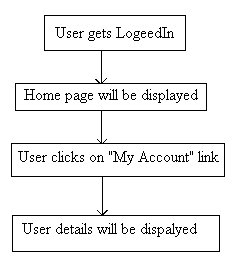 User gets LogeedIn
Home page will be displayed
User clicks on "My Account" link
User details will be dispalyed